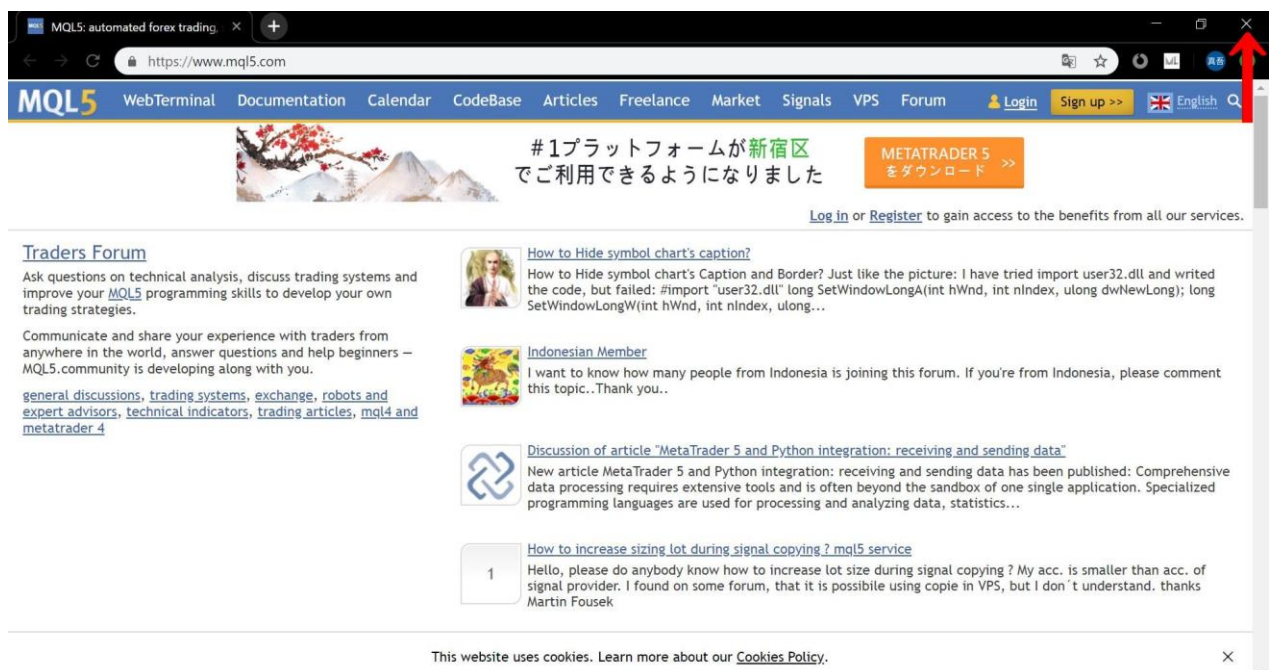 MQL5: automated forex trading,
https://www.mql5.com
MQL5 WebTerminal Documentation Calendar CodeBase Articles Freelance Market Signals VPS Forum Login Sign up >> English
#1プラットフォームが新宿区
でご利用できるようになりました
METATRADER 5
をダウンロード >>
Log in or Register to gain access to the benefits from all our services.
Traders Forum
Ask questions on technical analysis, discuss trading systems and
improve your MQL5 programming skills to develop your own
trading strategies.
Communicate and share your experience with traders from
anywhere in the world, answer questions and help beginners —
MQL5.community is developing along with you.
general discussions, trading systems, exchange, robots and
expert advisors, technical indicators, trading articles, mql4 and
metatrader 4
How to Hide symbol chart's caption?
How to Hide symbol chart's Caption and Border? Just like the picture: I have tried import user32.dll and writed
the code, but failed: #import "user32.dll" long SetWindowLongA(int hWnd, int nIndex, ulong dwNewLong); long
SetWindowLongW(int hWnd, int nIndex, ulong...
Indonesian Member
I want to know how many people from Indonesia is joining this forum. If you're from Indonesia, please comment
this topic..Thank you..
Discussion of article "MetaTrader 5 and Python integration: receiving and sending data"
New article MetaTrader 5 and Python integration: receiving and sending data has been published: Comprehensive
data processing requires extensive tools and is often beyond the sandbox of one single application. Specialized
programming languages are used for processing and analyzing data, statistics...
How to increase sizing lot during signal copying ? mql5 service
1
Hello, please do anybody know how to increase lot size during signal copying ? My acc. is smaller than acc. of
signal provider. I found on some forum, that it is possibile using copie in VPS, but I don´t understand. thanks
Martin Fousek
This website uses cookies. Learn more about our Cookies Policy.